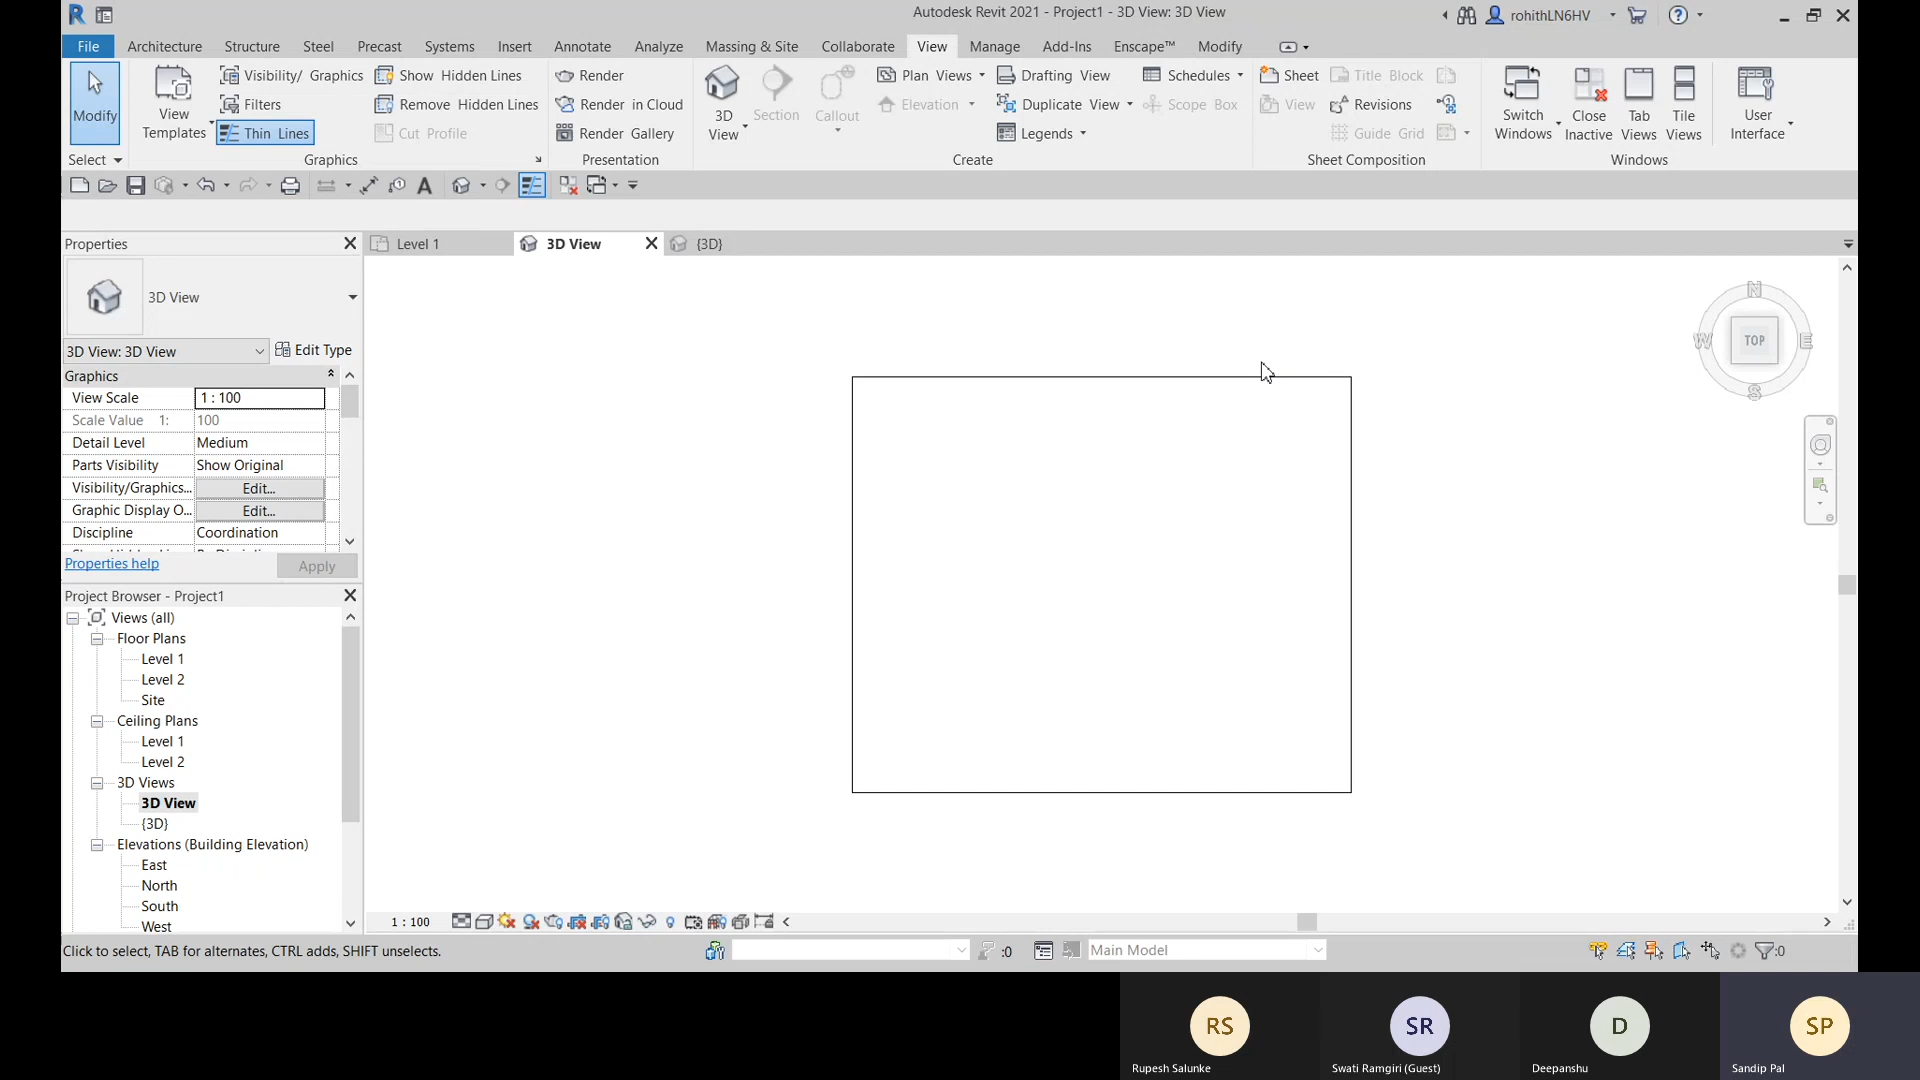 Autodesk Revit 2021 - Project1 - 3D View: 3D View
rohithLN6HV
File Architecture Structure Steel Precast Systems Insert Annotate Analyze Massing & Site Collaborate View Manage Add-Ins Enscape™ Modify
Modify
Select
View Templates
Visibility/ Graphics
Filters
Thin Lines
Show Hidden Lines
Remove Hidden Lines
Cut Profile
Graphics
Render
Render in Cloud
Render Gallery
Presentation
3D View
Section
Callout
Plan Views
Elevation
Drafting View
Duplicate View
Legends
Schedules
Scope Box
Create
Sheet
View
Title Block
Revisions
Guide Grid
Sheet Composition
Switch Windows
Close Inactive
Tab Views
Tile Views
Windows
User Interface
A
Properties
Level 1
3D View
{3D}
3D View
3D View: 3D View
Edit Type
Graphics
View Scale 1 : 100
Scale Value 1: 100
Detail Level Medium
Parts Visibility Show Original
Visibility/Graphics... Edit...
Graphic Display O... Edit...
Discipline Coordination
Properties help
Apply
Project Browser - Project1
Views (all)
Floor Plans
Level 1
Level 2
Site
Ceiling Plans
Level 1
Level 2
3D Views
3D View
{3D}
Elevations (Building Elevation)
East
North
South
West
N
W
TOP
E
S
1 : 100
Click to select, TAB for alternates, CTRL adds, SHIFT unselects.
:0
Main Model
:0
RS
SR
D
SP
Rupesh Salunke
Swati Ramgiri (Guest)
Deepanshu
Sandip Pal